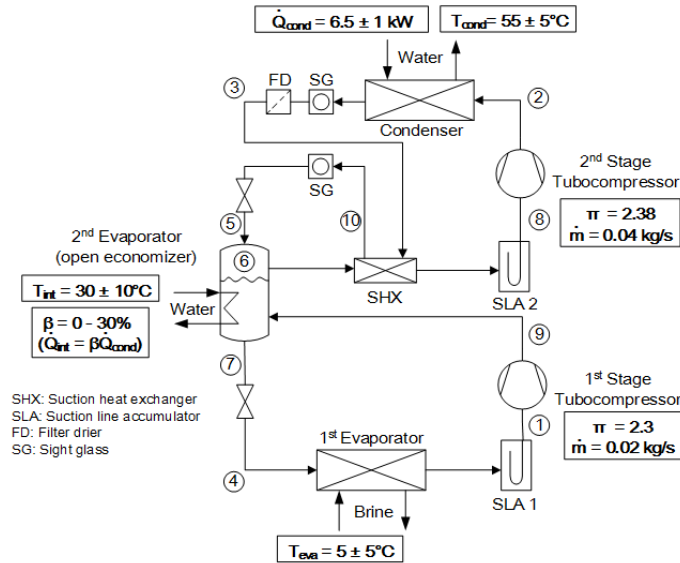 Q̇cond = 6.5 ± 1 kW
Tcond = 55 ± 5°C
Water
3
FD
SG
2
Condenser
2nd Stage
Tubocompressor
SG
5
10
8
π = 2.38
ṁ = 0.04 kg/s
2nd Evaporator
(open economizer)
6
Tint = 30 ± 10°C
SHX
SLA 2
Water
β = 0 - 30%
(Q̇int = βQ̇cond)
9
7
1st Stage
Tubocompressor
SHX: Suction heat exchanger
SLA: Suction line accumulator
FD: Filter drier
SG: Sight glass
1
π = 2.3
ṁ = 0.02 kg/s
1st Evaporator
4
SLA 1
Brine
Teva = 5 ± 5°C